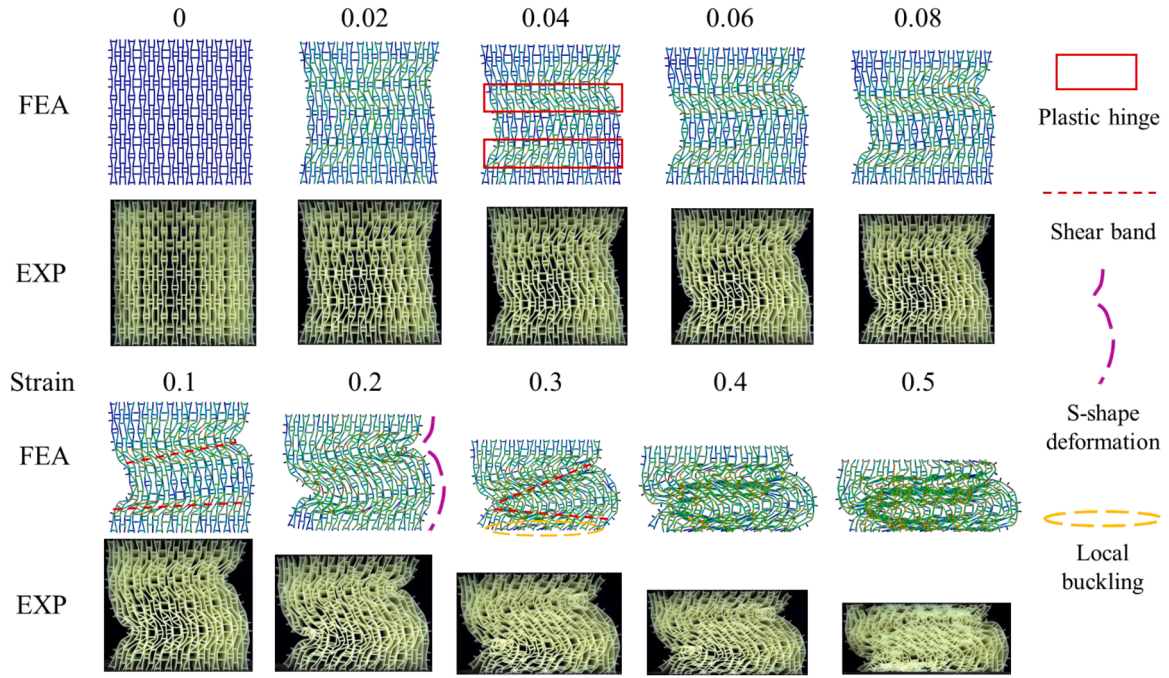 0 0.02 0.04 0.06 0.08
FEA
Plastic hinge
Shear band
EXP
Strain 0.1 0.2 0.3 0.4 0.5
S-shape
deformation
FEA
Local
buckling
EXP